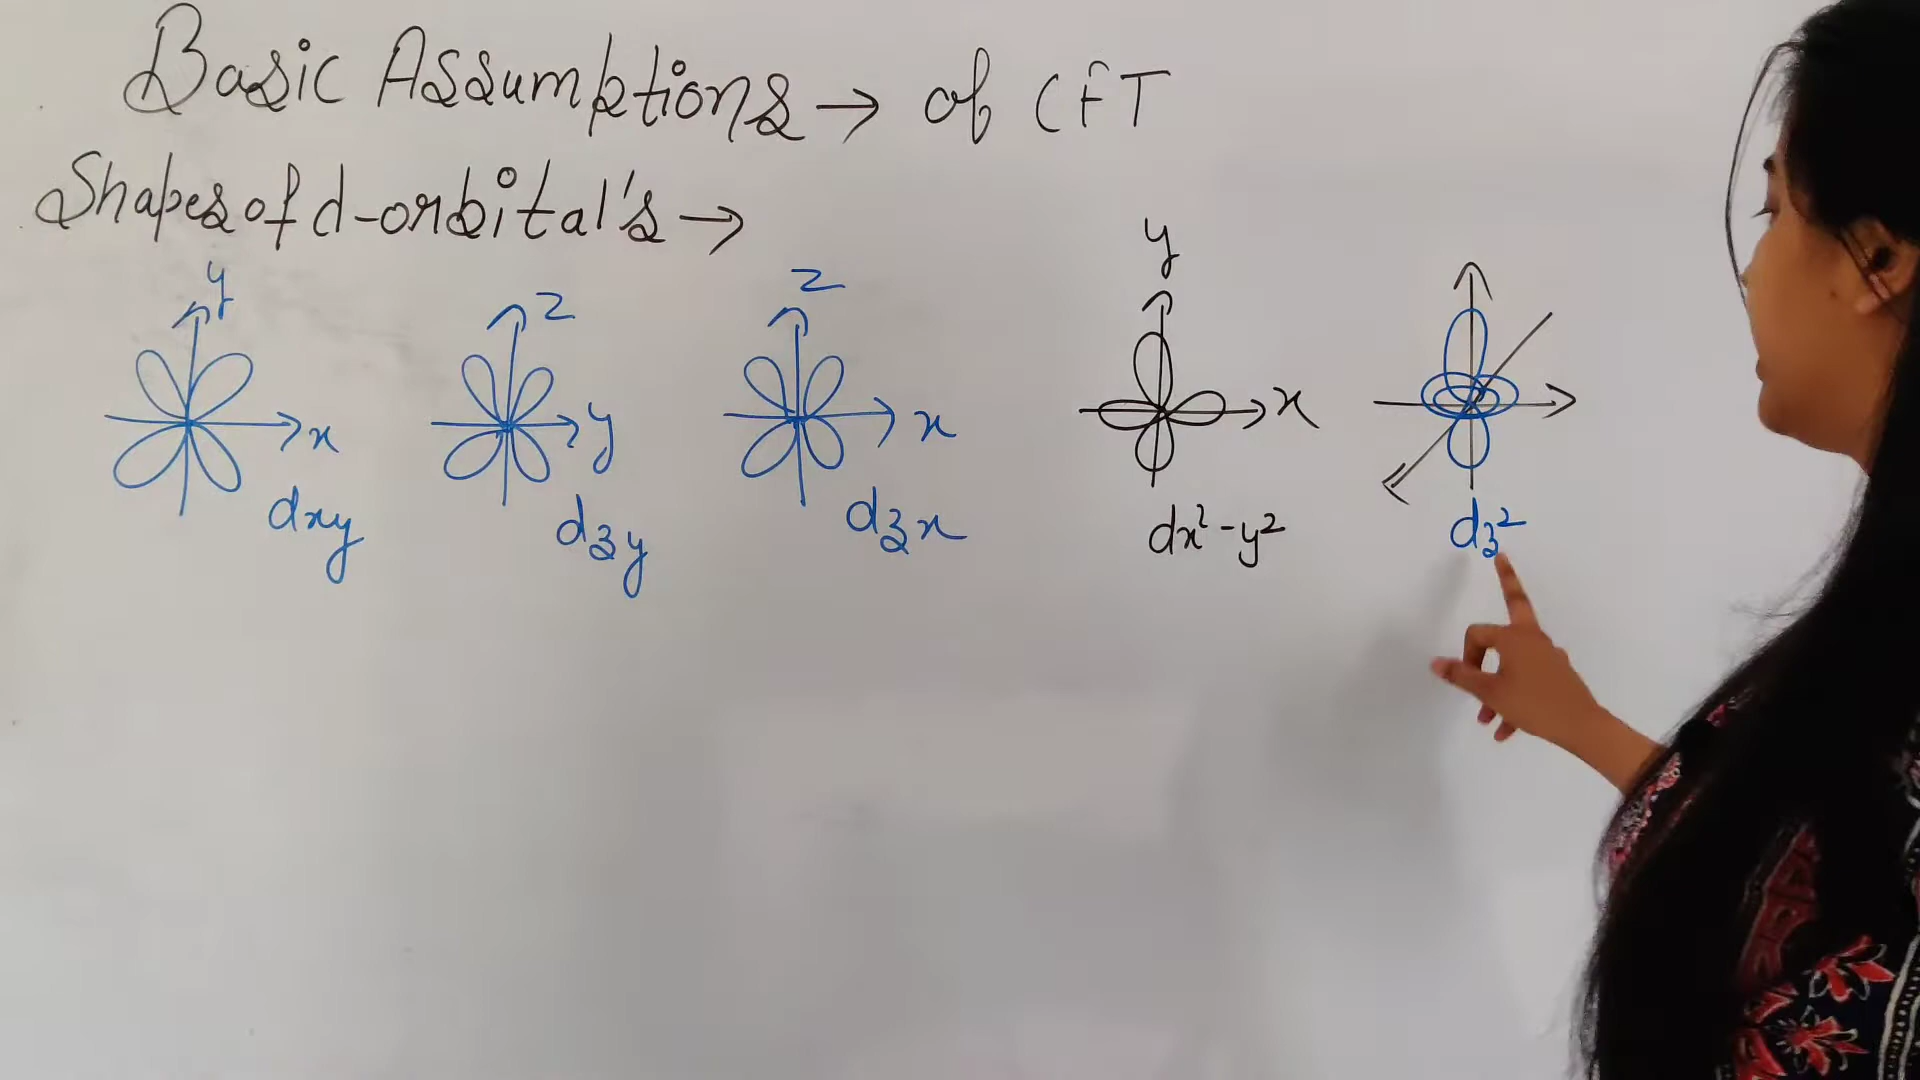 Basic Assumptions → of CFT
Shapes of d-orbital's →
y x dxy
z y dzy
z x dzx
y x dx²-y²
dz²